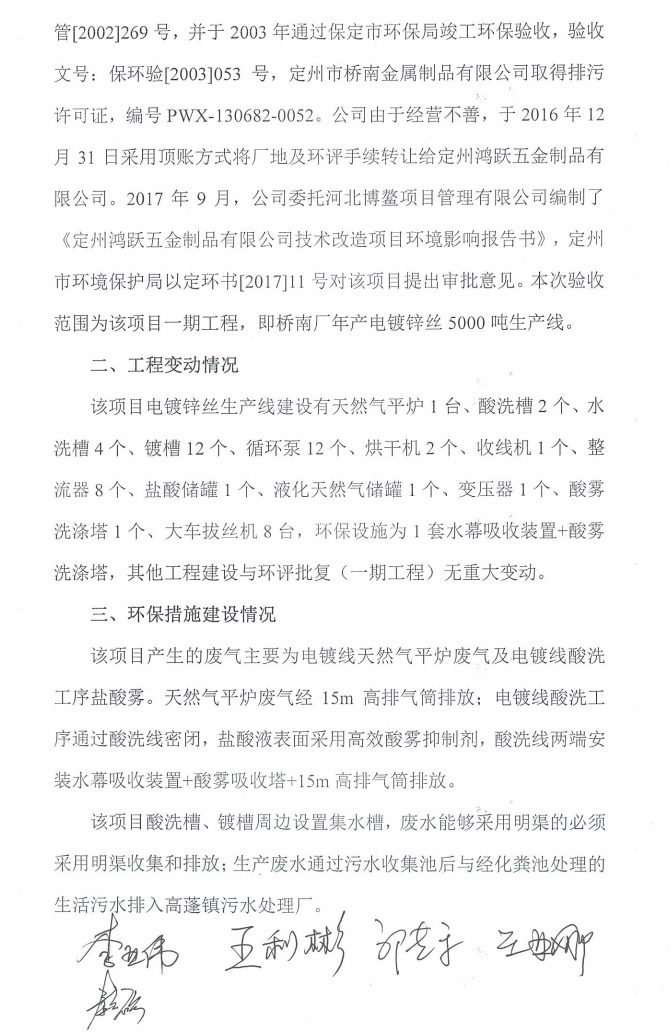 管[2002]269 号，并于 2003 年通过保定市环保局竣工环保验收，验收
文号：保环验[2003]053 号，定州市桥南金属制品有限公司取得排污
许可证，编号 PWX-130682-0052。公司由于经营不善，于 2016 年 12
月 31 日采用顶账方式将厂地及环评手续转让给定州鸿跃五金制品有
限公司。2017 年 9 月，公司委托河北博鳌项目管理有限公司编制了
《定州鸿跃五金制品有限公司技术改造项目环境影响报告书》，定州
市环境保护局以定环书[2017]11 号对该项目提出审批意见。本次验收
范围为该项目一期工程，即桥南厂年产电镀锌丝 5000 吨生产线。
二、工程变动情况
该项目电镀锌丝生产线建设有天然气平炉 1 台、酸洗槽 2 个、水
洗槽 4 个、镀槽 12 个、循环泵 12 个、烘干机 2 个、收线机 1 个、整
流器 8 个、盐酸储罐 1 个、液化天然气储罐 1 个、变压器 1 个、酸雾
洗涤塔 1 个、大车拔丝机 8 台，环保设施为 1 套水幕吸收装置+酸雾
洗涤塔，其他工程建设与环评批复（一期工程）无重大变动。
三、环保措施建设情况
该项目产生的废气主要为电镀线天然气平炉废气及电镀线酸洗
工序盐酸雾。天然气平炉废气经 15m 高排气筒排放；电镀线酸洗工
序通过酸洗线密闭，盐酸液表面采用高效酸雾抑制剂，酸洗线两端安
装水幕吸收装置+酸雾吸收塔+15m 高排气筒排放。
该项目酸洗槽、镀槽周边设置集水槽，废水能够采用明渠的必须
采用明渠收集和排放；生产废水通过污水收集池后与经化粪池处理的
生活污水排入高蓬镇污水处理厂。
王利彬